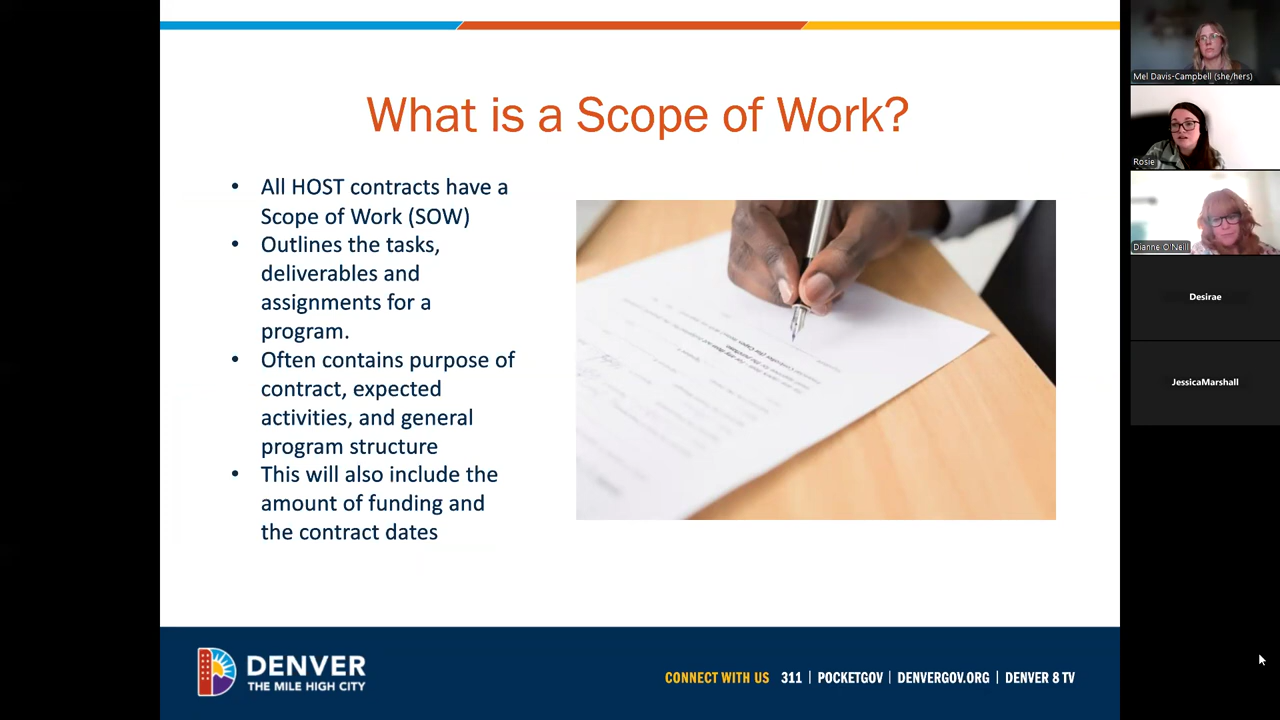 What is a Scope of Work?
• All HOST contracts have a
Scope of Work (SOW)
• Outlines the tasks,
deliverables and
assignments for a
program.
• Often contains purpose of
contract, expected
activities, and general
program structure
• This will also include the
amount of funding and
the contract dates
DENVER
THE MILE HIGH CITY
CONNECT WITH US 311 | POCKETGOV | DENVERGOV.ORG | DENVER 8 TV
Mel Davis-Campbell (she/hers)
Rosie
Dianne O'Neill
Desirae
JessicaMarshall